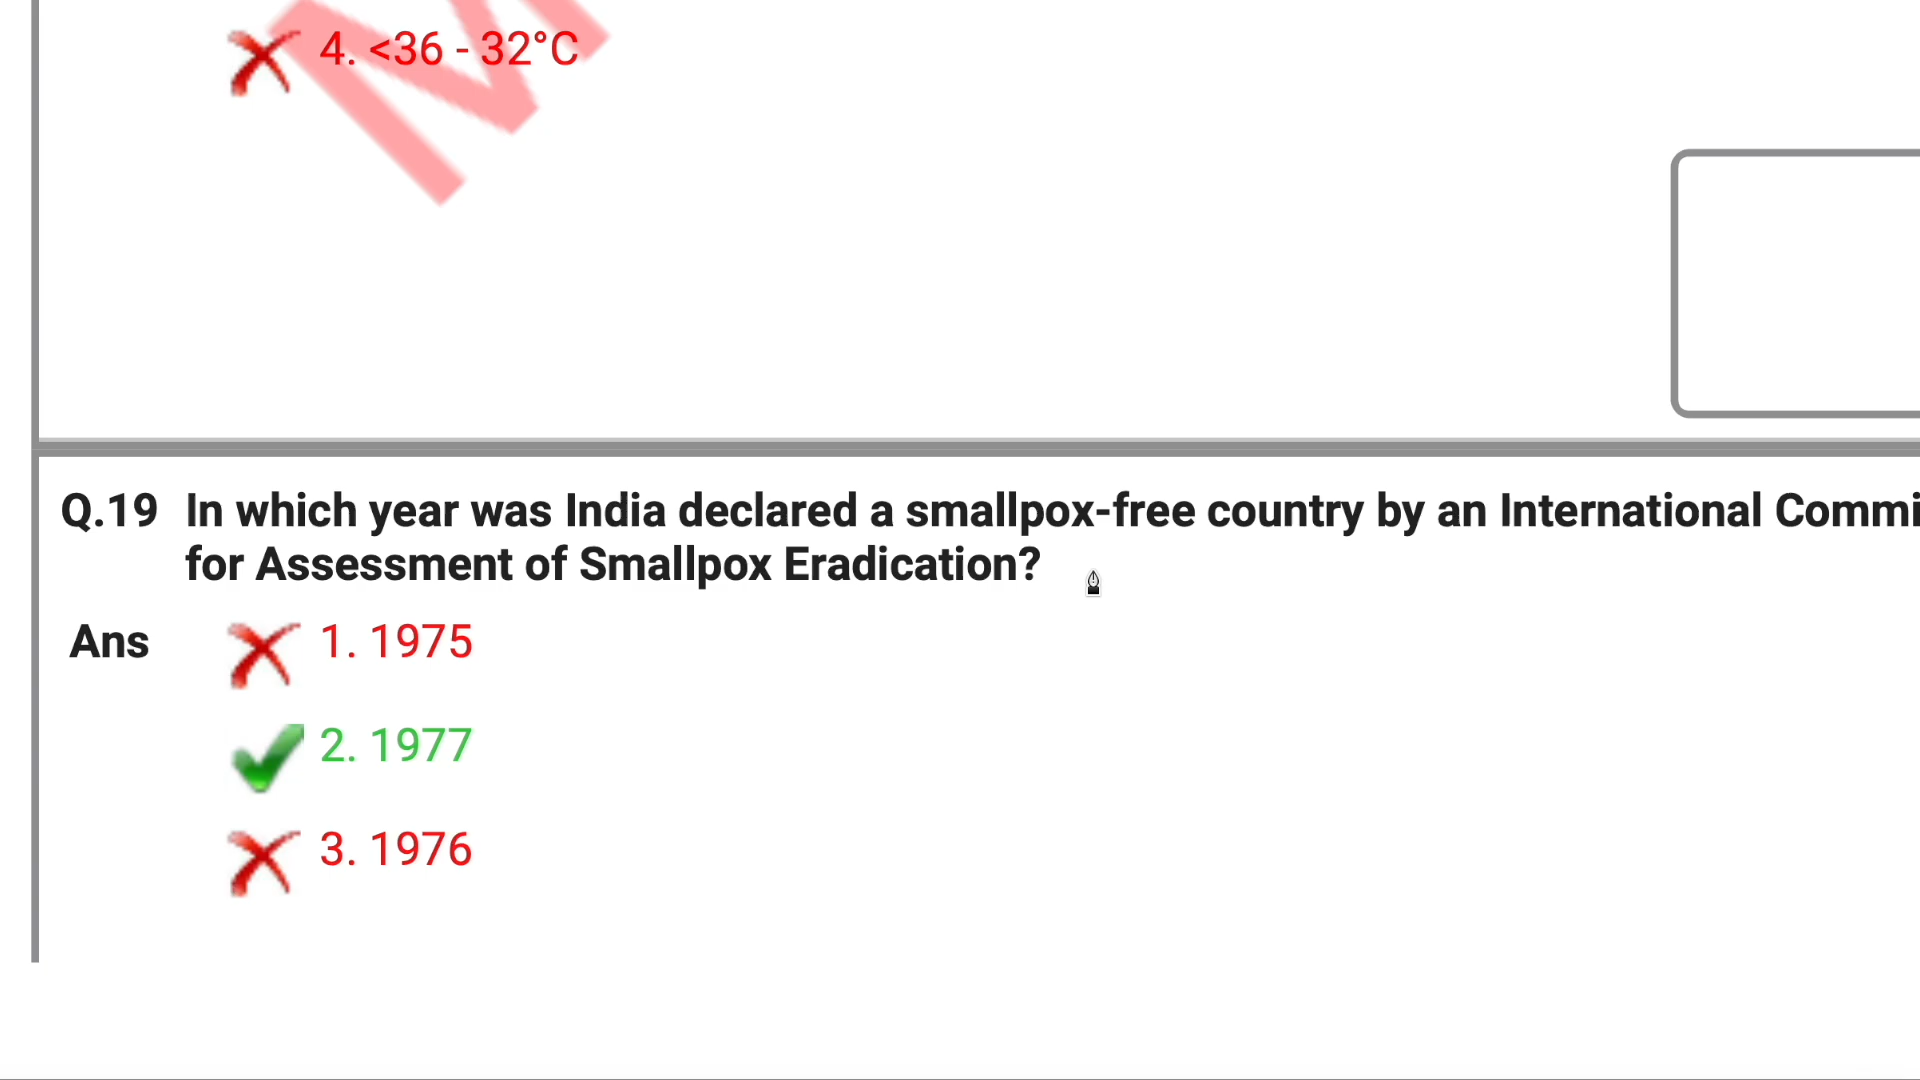 4. <36 - 32°C
Q.19 In which year was India declared a smallpox-free country by an International Commi
for Assessment of Smallpox Eradication?
Ans 1. 1975
2. 1977
3. 1976